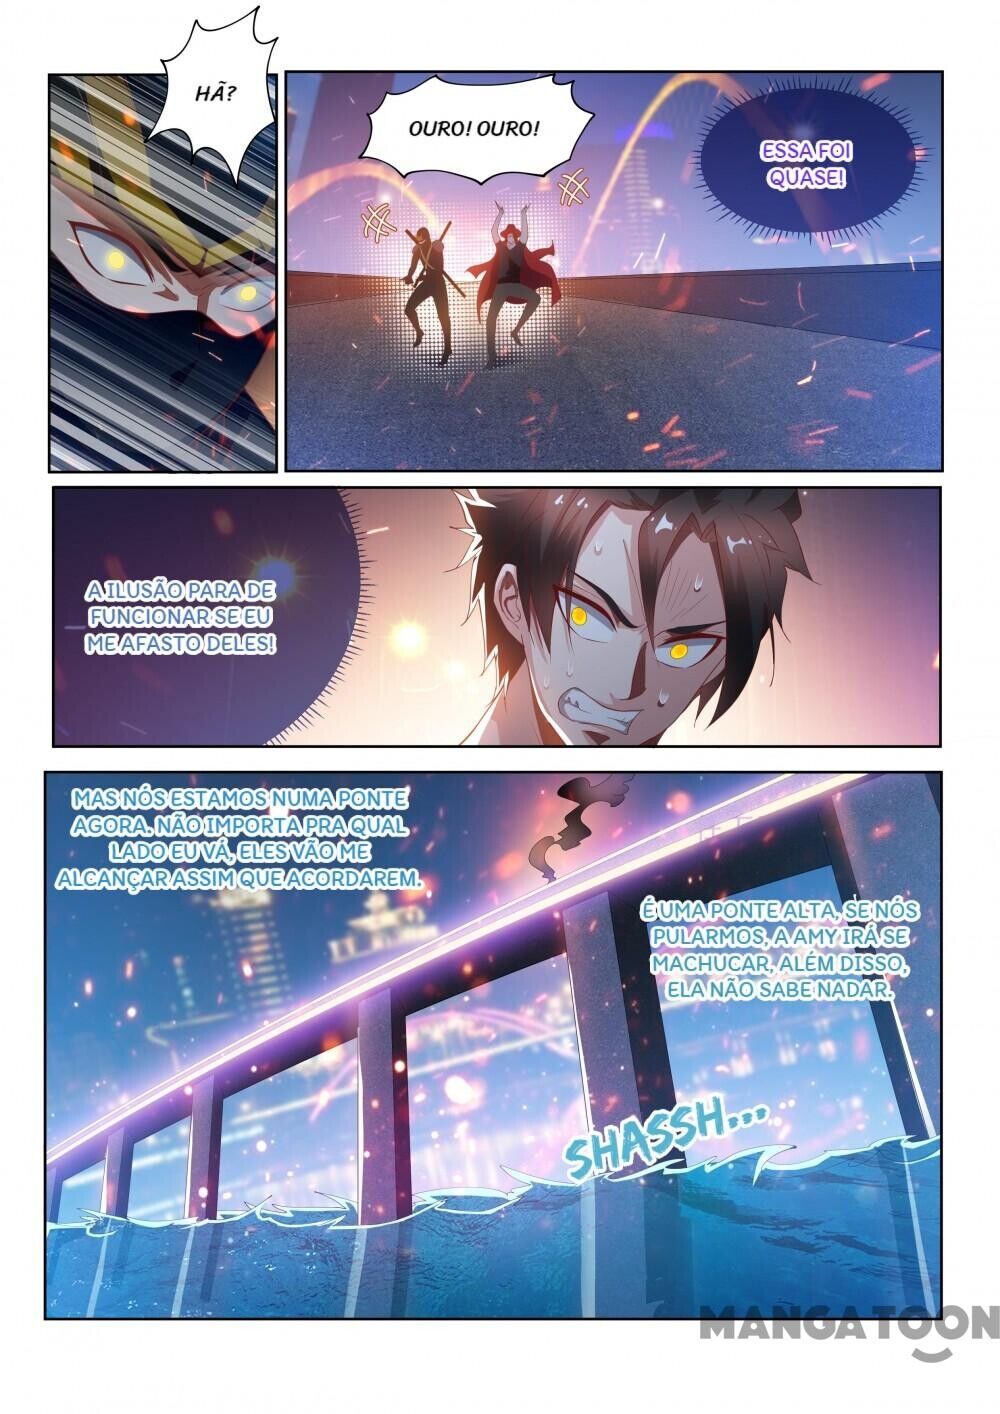 HÃ?
OURO! OURO!
ESSA FOI
QUASE!
A ILUSÃO PARA DE
FUNCIONAR SE EU
ME AFASTO DELES!
MAS NÓS ESTAMOS NUMA PONTE
AGORA. NÃO IMPORTA PRA QUAL
LADO EU VÁ, ELES VÃO ME
ALCANÇAR ASSIM QUE ACORDAREM.
É UMA PONTE ALTA, SE NÓS
PULARMOS, A AMY IRÁ SE
MACHUCAR, ALÉM DISSO,
ELA NÃO SABE NADAR.
SHASSH...
MANGATOON